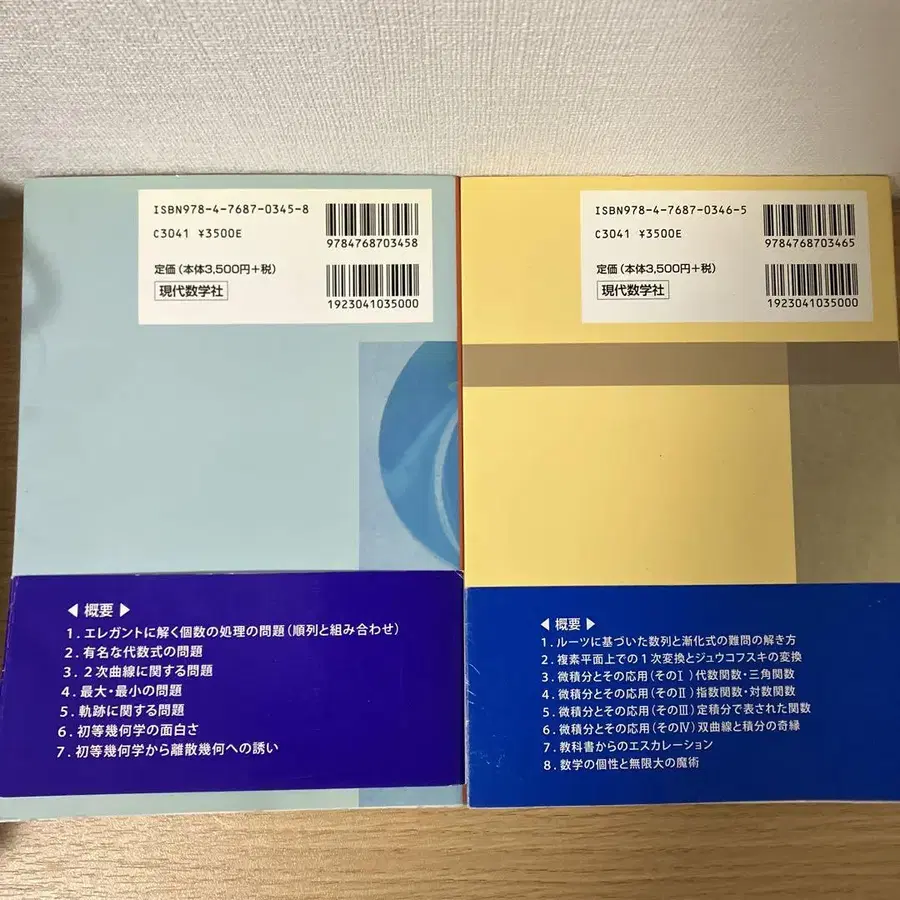 ISBN978-4-7687-0345-8
C3041 ¥3500E
定価（本体3,500円＋税）
現代数学社
9784768703458
1923041035000
◀ 概要 ▶
1．エレガントに解く個数の処理の問題（順列と組み合わせ）
2．有名な代数式の問題
3．２次曲線に関する問題
4．最大・最小の問題
5．軌跡に関する問題
6．初等幾何学の面白さ
7．初等幾何学から離散幾何への誘い
ISBN978-4-7687-0346-5
C3041 ¥3500E
定価（本体3,500円＋税）
現代数学社
9784768703465
1923041035000
◀ 概要 ▶
1．ルーツに基づいた数列と漸化式の難問の解き方
2．複素平面上での１次変換とジュウコフスキの変換
3．微積分とその応用（そのⅠ）代数関数・三角関数
4．微積分とその応用（そのⅡ）指数関数・対数関数
5．微積分とその応用（そのⅢ）定積分で表された関数
6．微積分とその応用（そのⅣ）双曲線と積分の奇縁
7．教科書からのエスカレーション
8．数学の個性と無限大の魔術